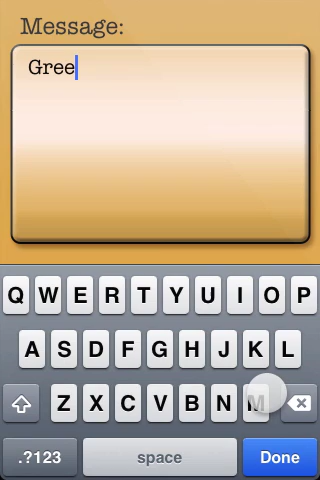 Message:
Gree
Q W E R T Y U I O P
A S D F G H J K L
Z X C V B N M
.?123 space Done